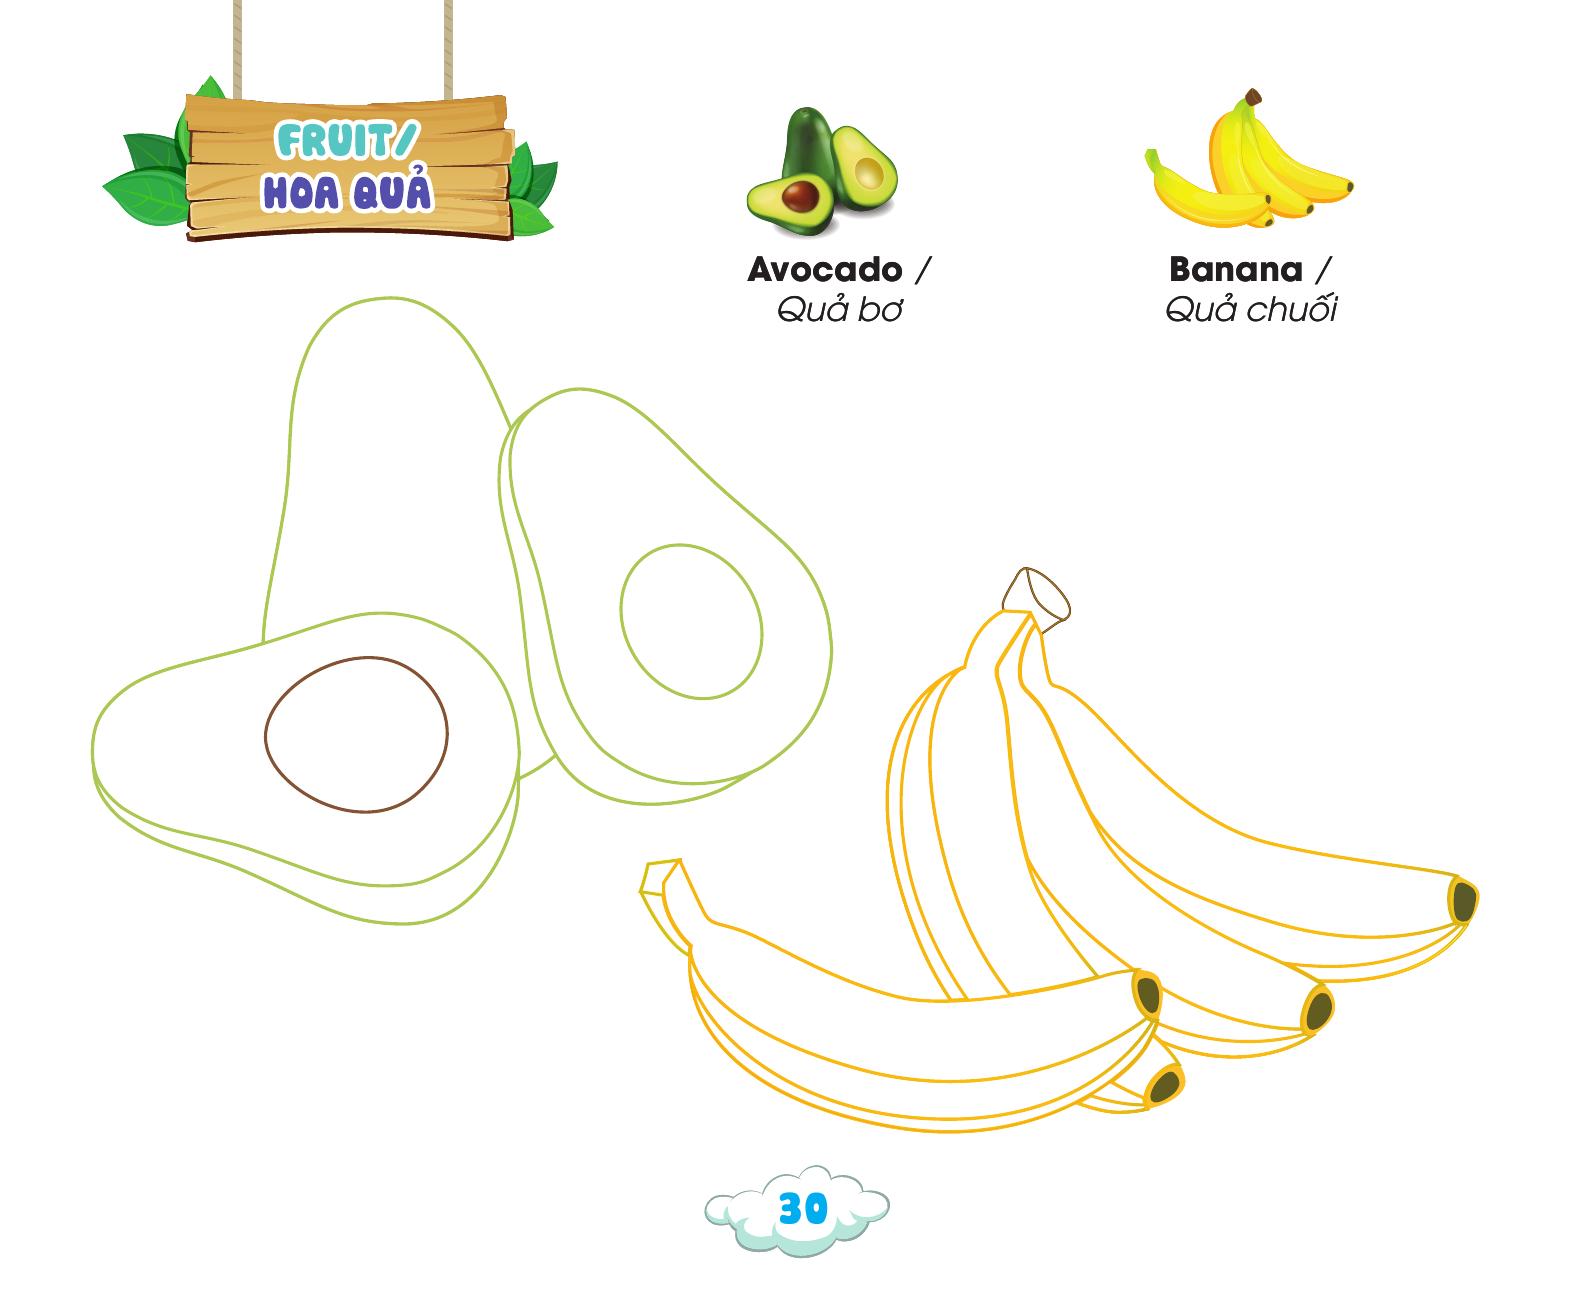 FRUIT/
HOA QUẢ
Avocado /
Quả bơ
Banana /
Quả chuối
30